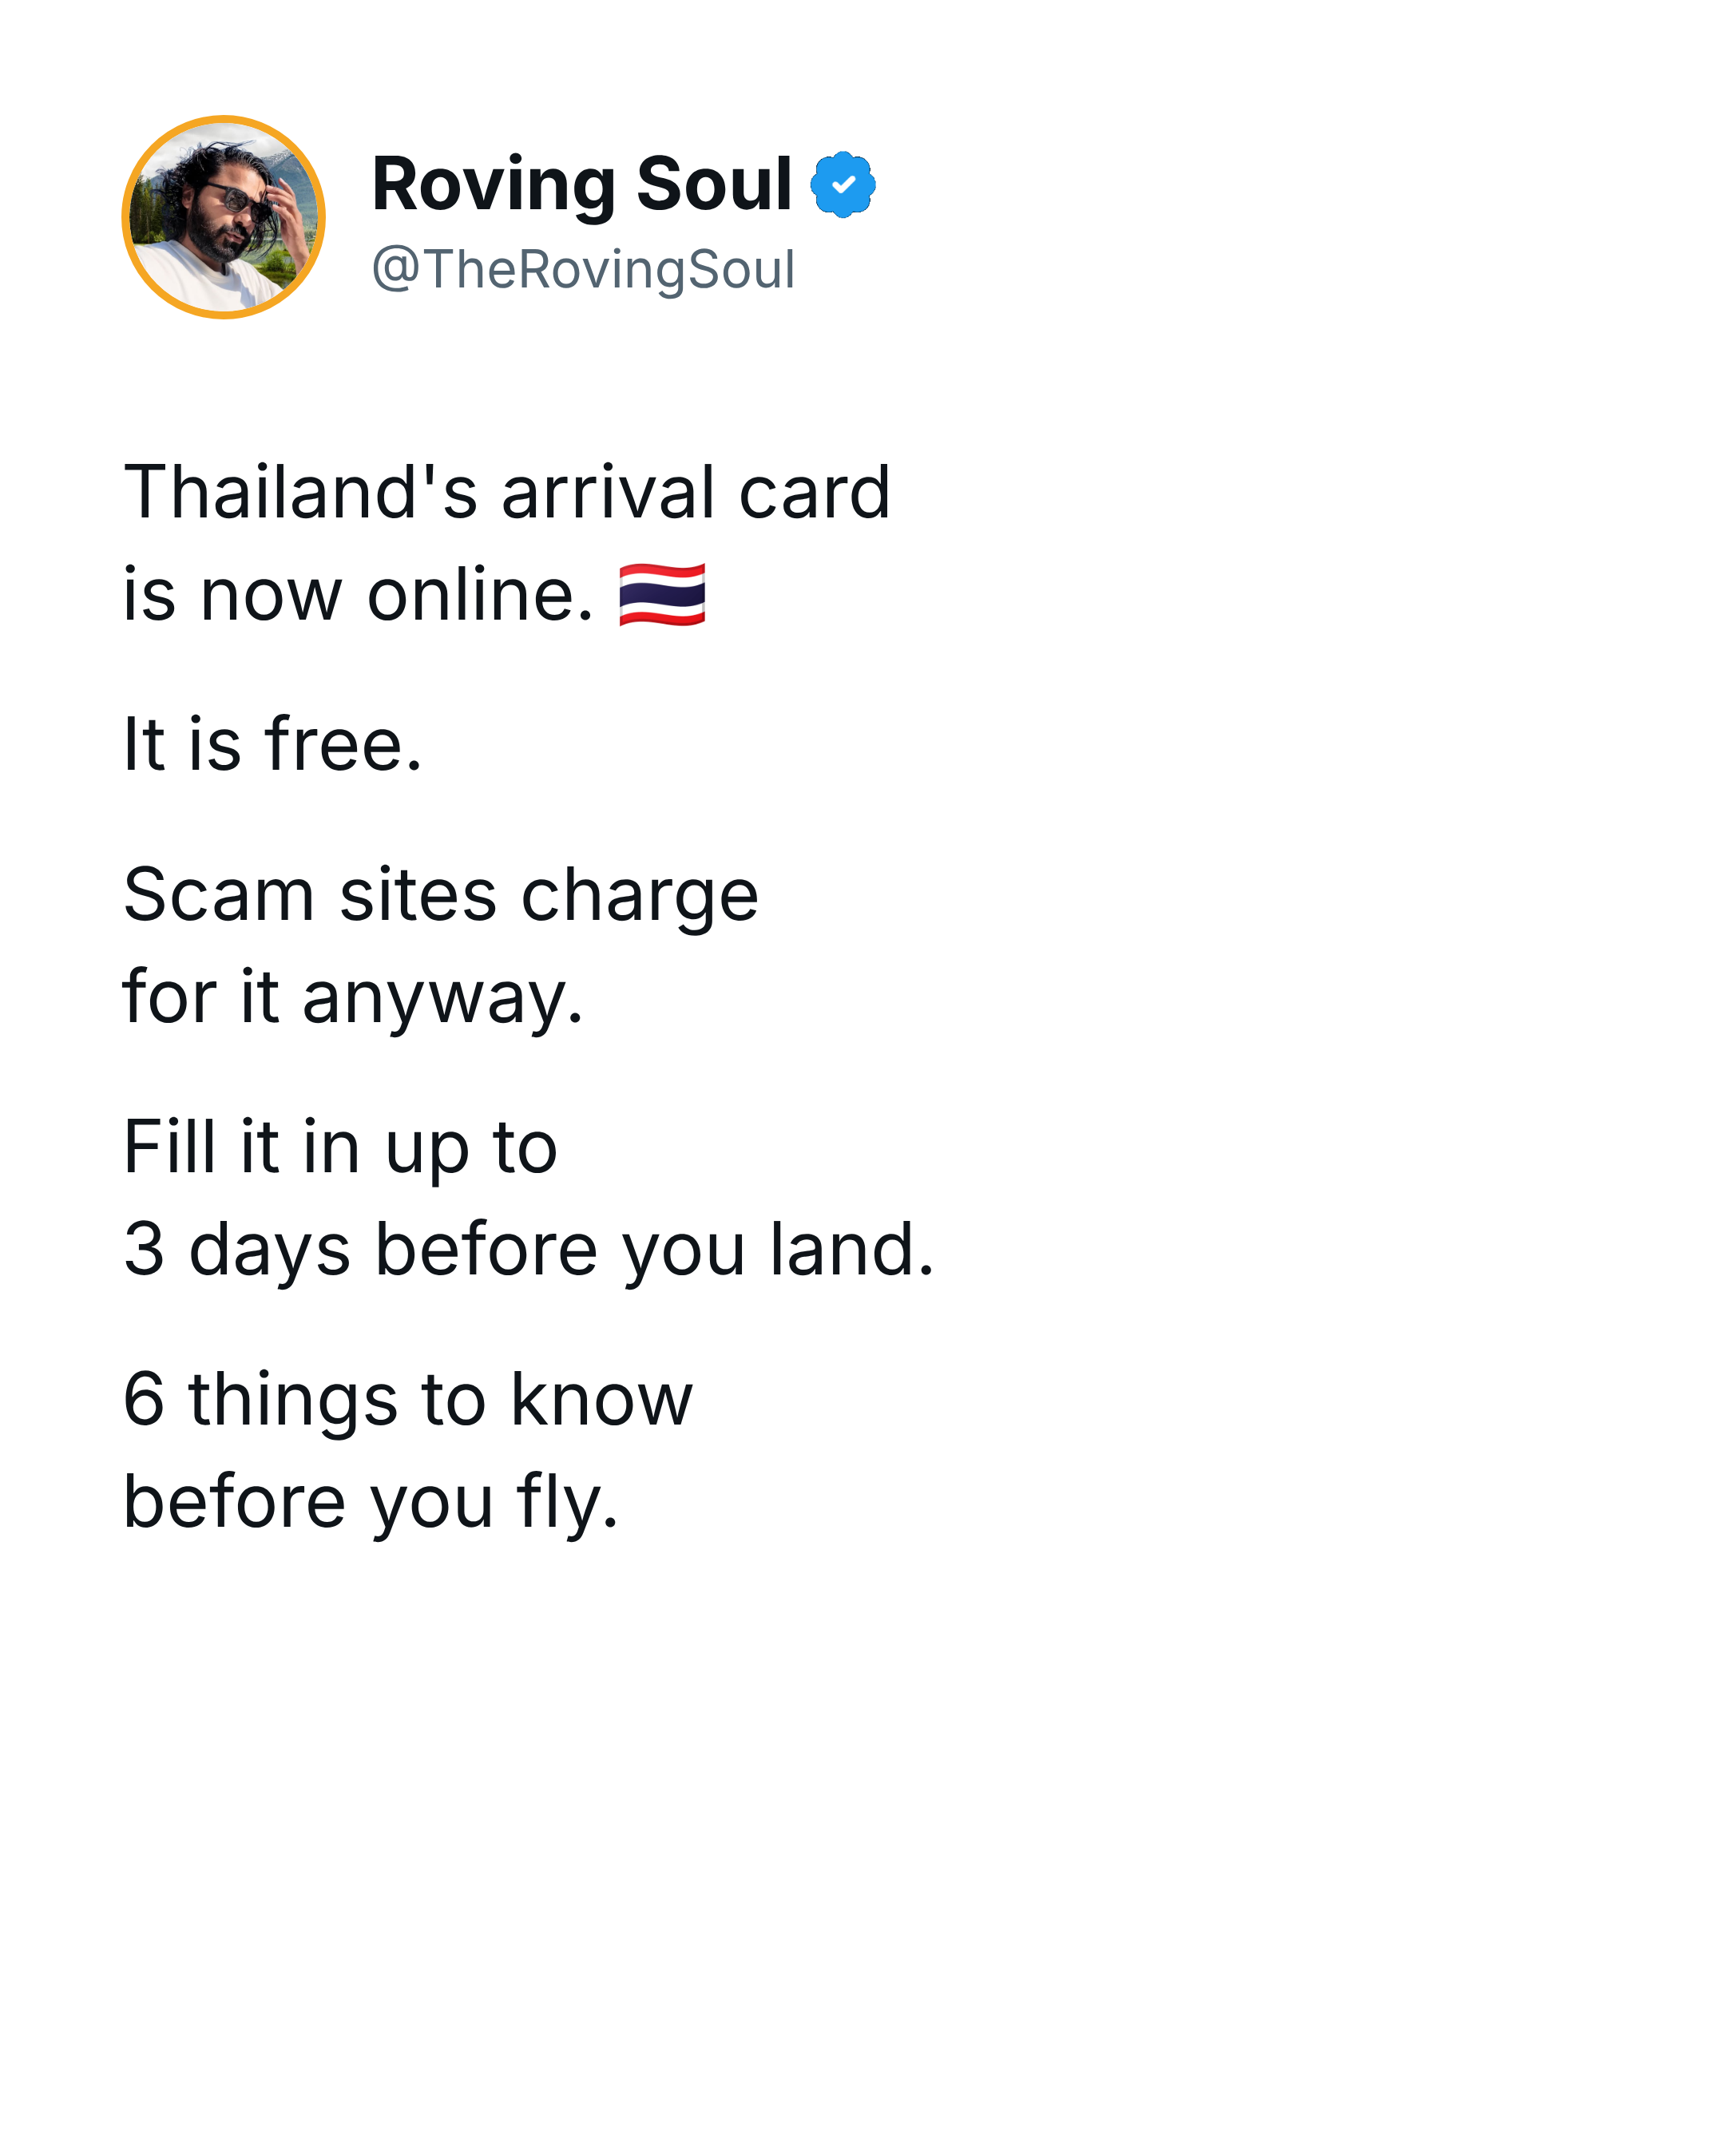 Roving Soul
@TheRovingSoul
Thailand's arrival card
is now online. 🇹🇭
It is free.
Scam sites charge
for it anyway.
Fill it in up to
3 days before you land.
6 things to know
before you fly.